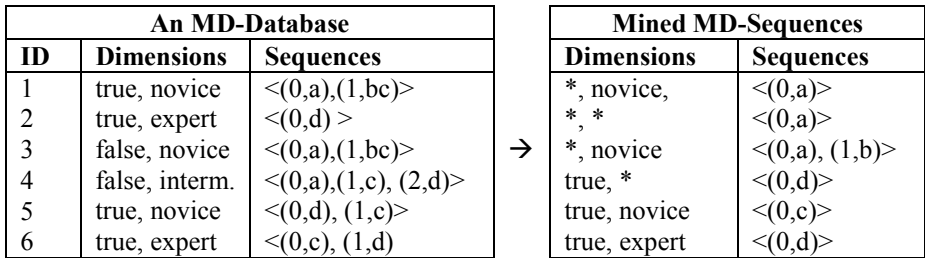 An MD-Database Mined MD-Sequences
ID Dimensions Sequences Dimensions Sequences
1 true, novice <(0,a),(1,bc)> *, novice, <(0,a)>
2 true, expert <(0,d) > *, * <(0,a)>
3 false, novice <(0,a),(1,bc)> → *, novice <(0,a), (1,b)>
4 false, interm. <(0,a),(1,c), (2,d)> true, * <(0,d)>
5 true, novice <(0,d), (1,c)> true, novice <(0,c)>
6 true, expert <(0,c), (1,d) true, expert <(0,d)>